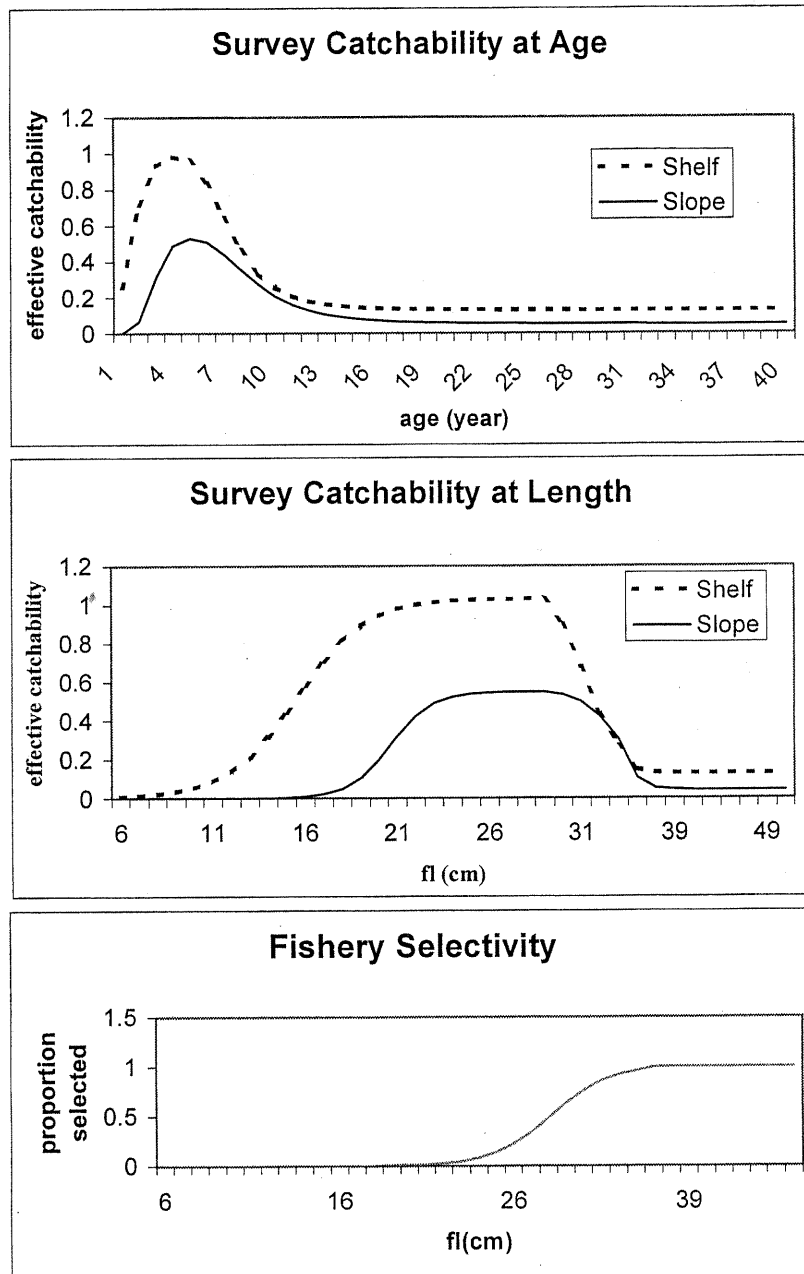 Survey Catchability at Age
effective catchability
1.2
1
0.8
0.6
0.4
0.2
0
Shelf
Slope
1 4 7 10 13 16 19 22 25 28 31 34 37 40
age (year)
Survey Catchability at Length
effective catchability
1.2
1
0.8
0.6
0.4
0.2
0
Shelf
Slope
6 11 16 21 26 31 39 49
fl (cm)
Fishery Selectivity
proportion
selected
1.5
1
0.5
0
6 16 26 39
fl(cm)